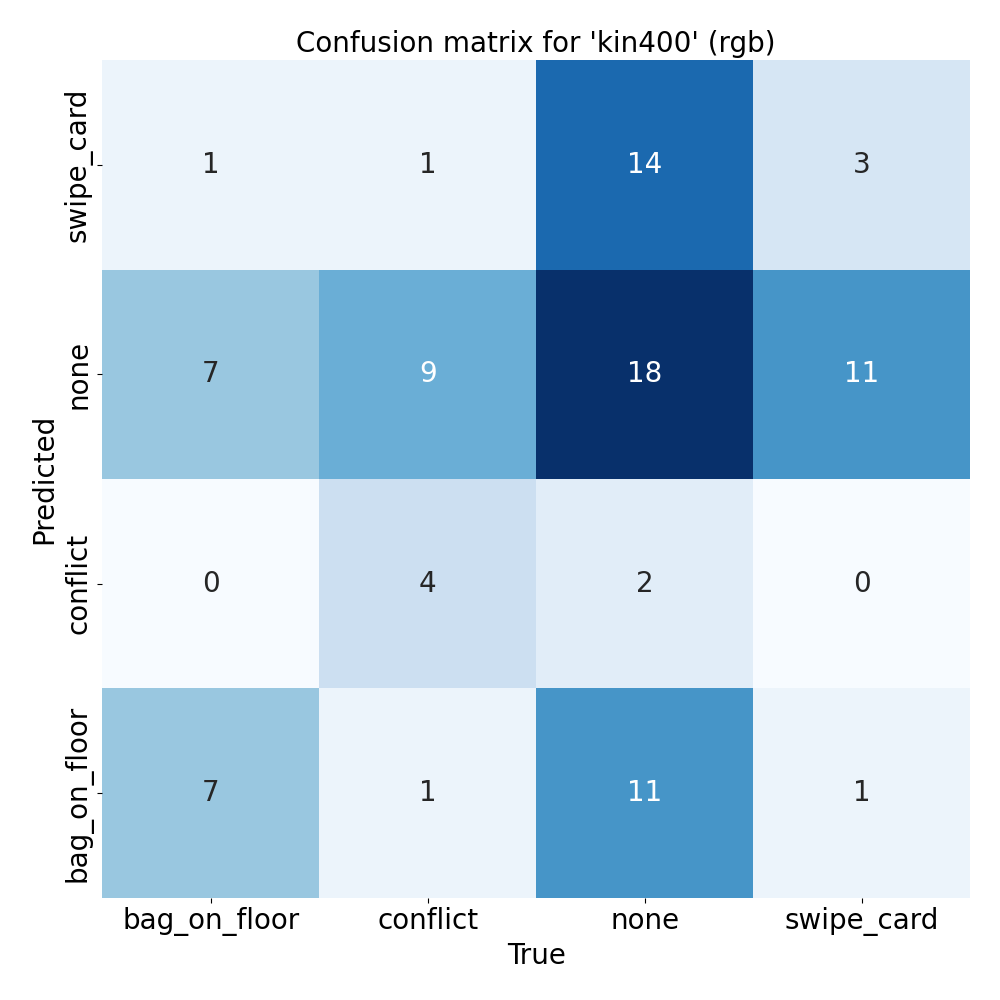 Confusion matrix for 'kin400' (rgb)
swipe_card
1 1 14 3
none
7 9 18 11
Predicted
conflict
0 4 2 0
bag_on_floor
7 1 11 1
bag_on_floor conflict none swipe_card
True